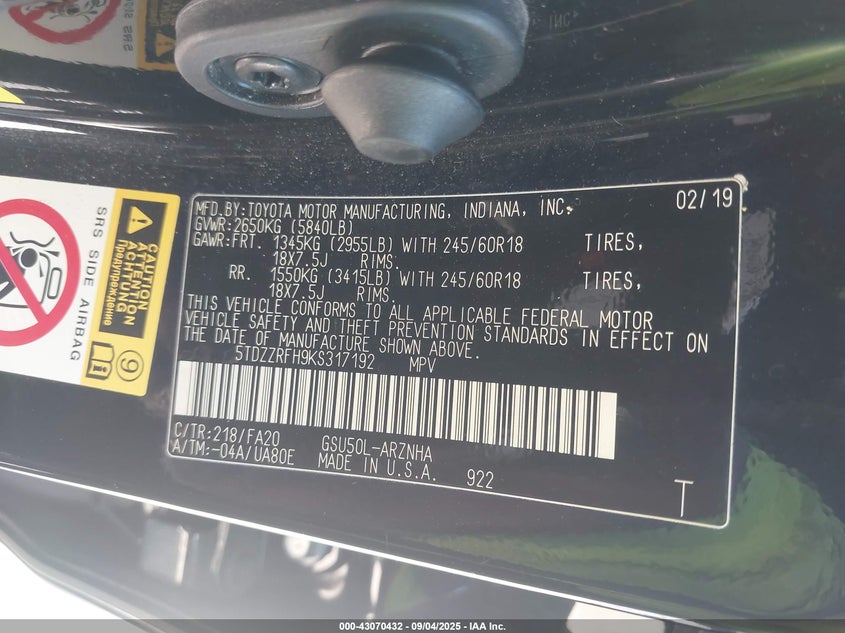 INC.
MFD.BY:TOYOTA MOTOR MANUFACTURING, INDIANA, INC. 02/19
GVWR:2650KG (5840LB)
GAWR:FRT. 1345KG (2955LB) WITH 245/60R18 TIRES,
18X7.5J RIMS.
RR. 1550KG (3415LB) WITH 245/60R18 TIRES,
18X7.5J RIMS.
THIS VEHICLE CONFORMS TO ALL APPLICABLE FEDERAL MOTOR
VEHICLE SAFETY AND THEFT PREVENTION STANDARDS IN EFFECT ON
THE DATE OF MANUFACTURE SHOWN ABOVE.
5TDZZRFH9KS317192 MPV
C/TR:218/FA20 GSU50L-ARZNHA
A/TM:-04A/UA80E MADE IN U.S.A. 922
T
SRS SIDE AIRBAG
CAUTION
ATTENTION
ACHTUNG
Предупреждение
9
000-43070432 - 09/04/2025 - IAA Inc.